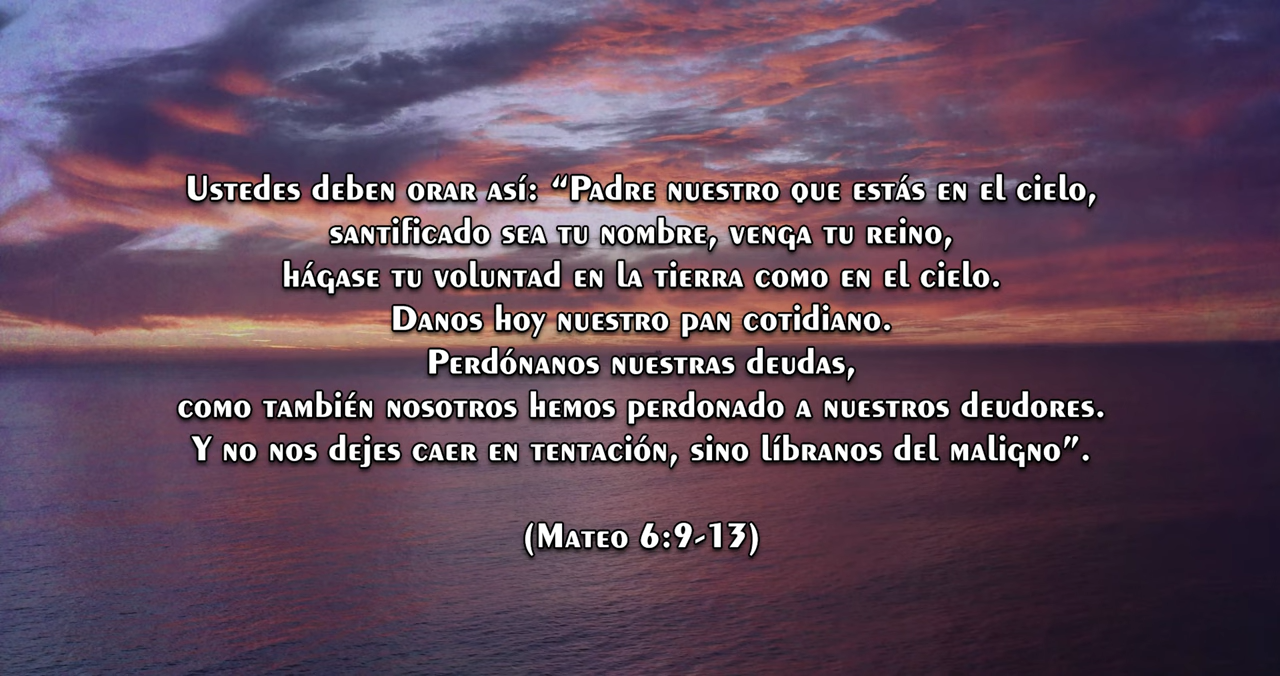 Ustedes deben orar así: “Padre nuestro que estás en el cielo,
santificado sea tu nombre, venga tu reino,
hágase tu voluntad en la tierra como en el cielo.
Danos hoy nuestro pan cotidiano.
Perdónanos nuestras deudas,
como también nosotros hemos perdonado a nuestros deudores.
Y no nos dejes caer en tentación, sino líbranos del maligno”.
(Mateo 6:9-13)